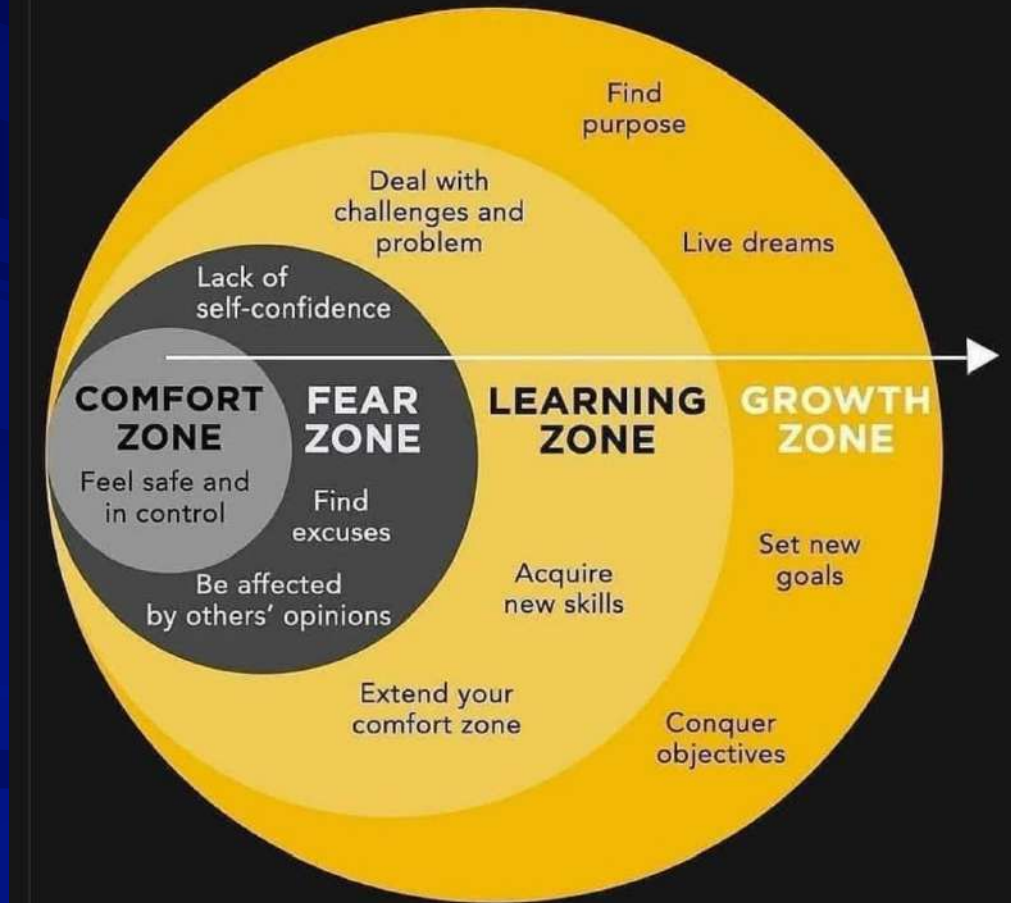 Find
purpose
Deal with
challenges and
problem
Live dreams
Lack of
self-confidence
COMFORT
ZONE
Feel safe and
in control
FEAR
ZONE
Find
excuses
Be affected
by others' opinions
LEARNING
ZONE
Acquire
new skills
Extend your
comfort zone
GROWTH
ZONE
Set new
goals
Conquer
objectives